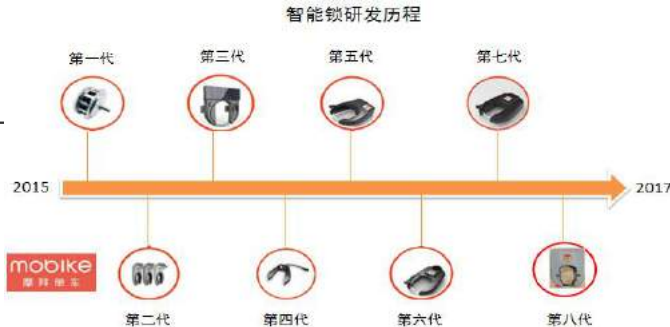 智能锁研发历程
第一代
第三代
第五代
第七代
2015
2017
mobike
摩拜单车
第二代
第四代
第六代
第八代